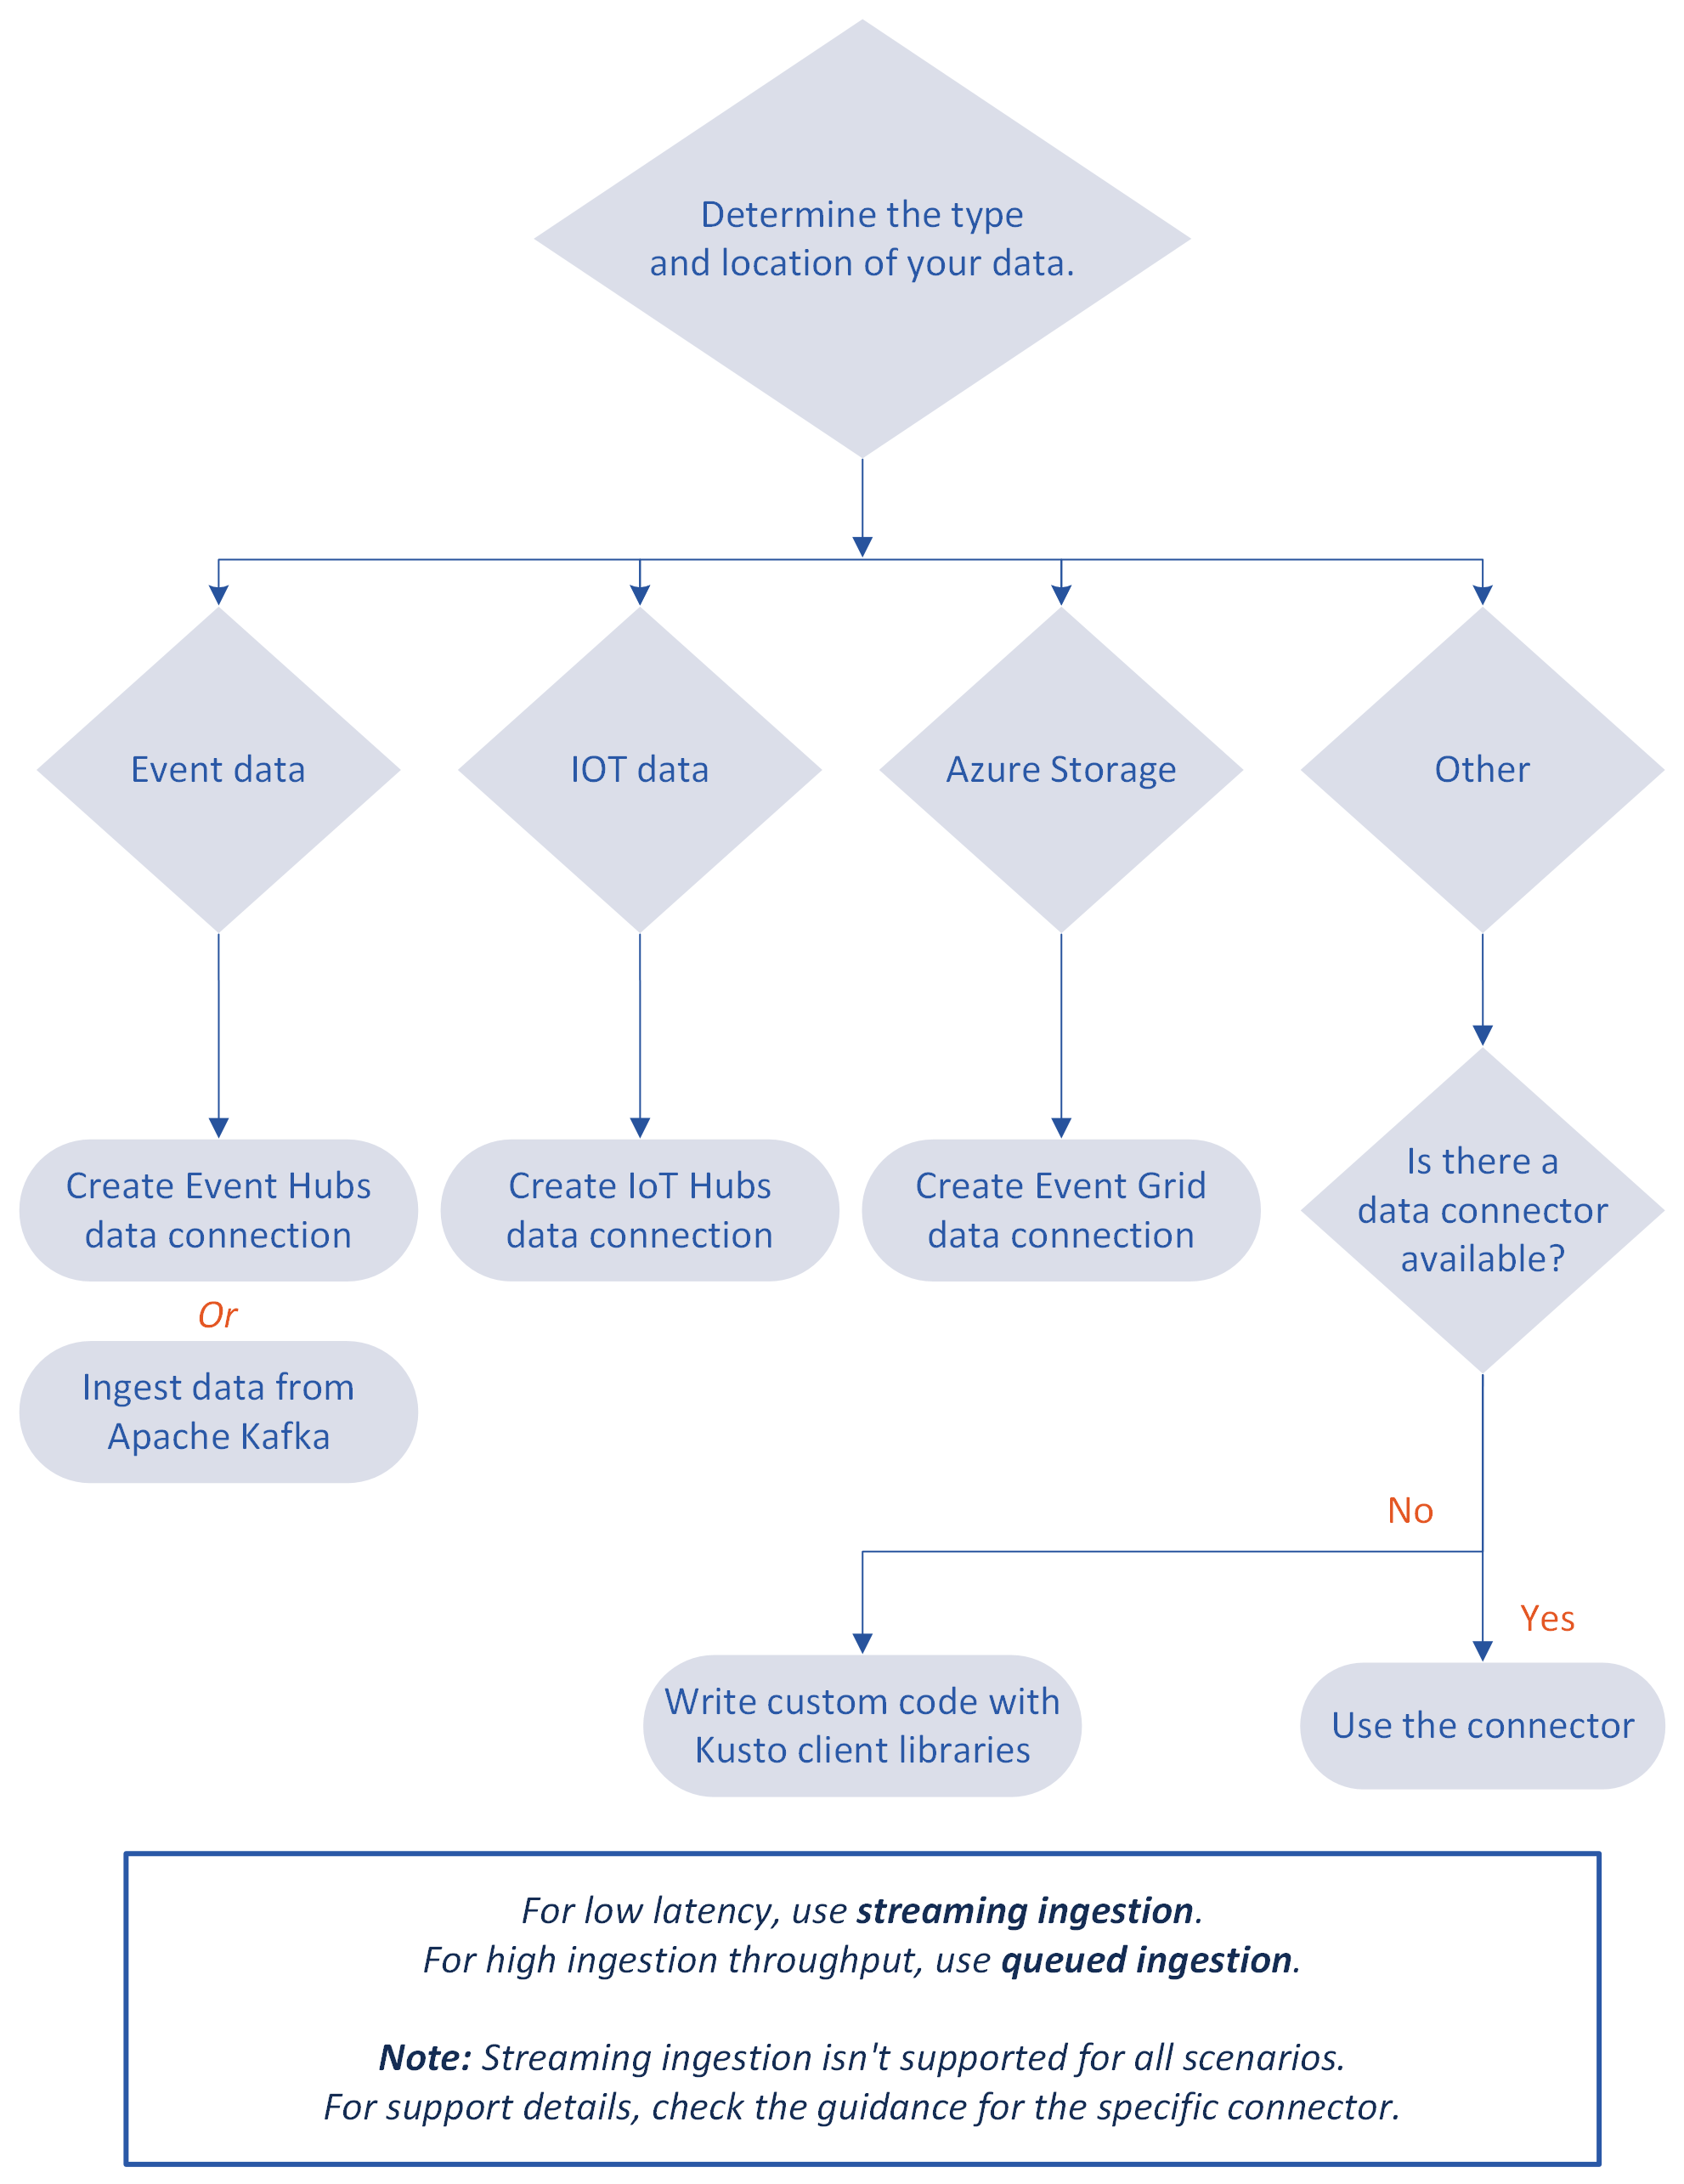 Determine the type
and location of your data.
Event data
IOT data
Azure Storage
Other
Create Event Hubs
data connection
Or
Ingest data from
Apache Kafka
Create IoT Hubs
data connection
Create Event Grid
data connection
Is there a
data connector
available?
No
Yes
Write custom code with
Kusto client libraries
Use the connector
For low latency, use streaming ingestion.
For high ingestion throughput, use queued ingestion.
Note: Streaming ingestion isn't supported for all scenarios.
For support details, check the guidance for the specific connector.